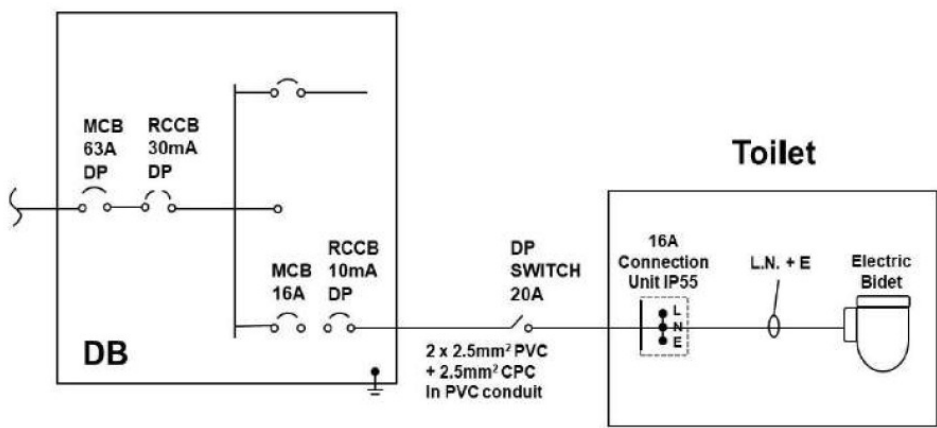 MCB
63A
DP
RCCB
30mA
DP
MCB
16A
RCCB
10mA
DP
DB
DP
SWITCH
20A
2 x 2.5mm² PVC
+ 2.5mm² CPC
In PVC conduit
Toilet
16A
Connection
Unit IP55
L
N
E
L.N. + E
Electric
Bidet